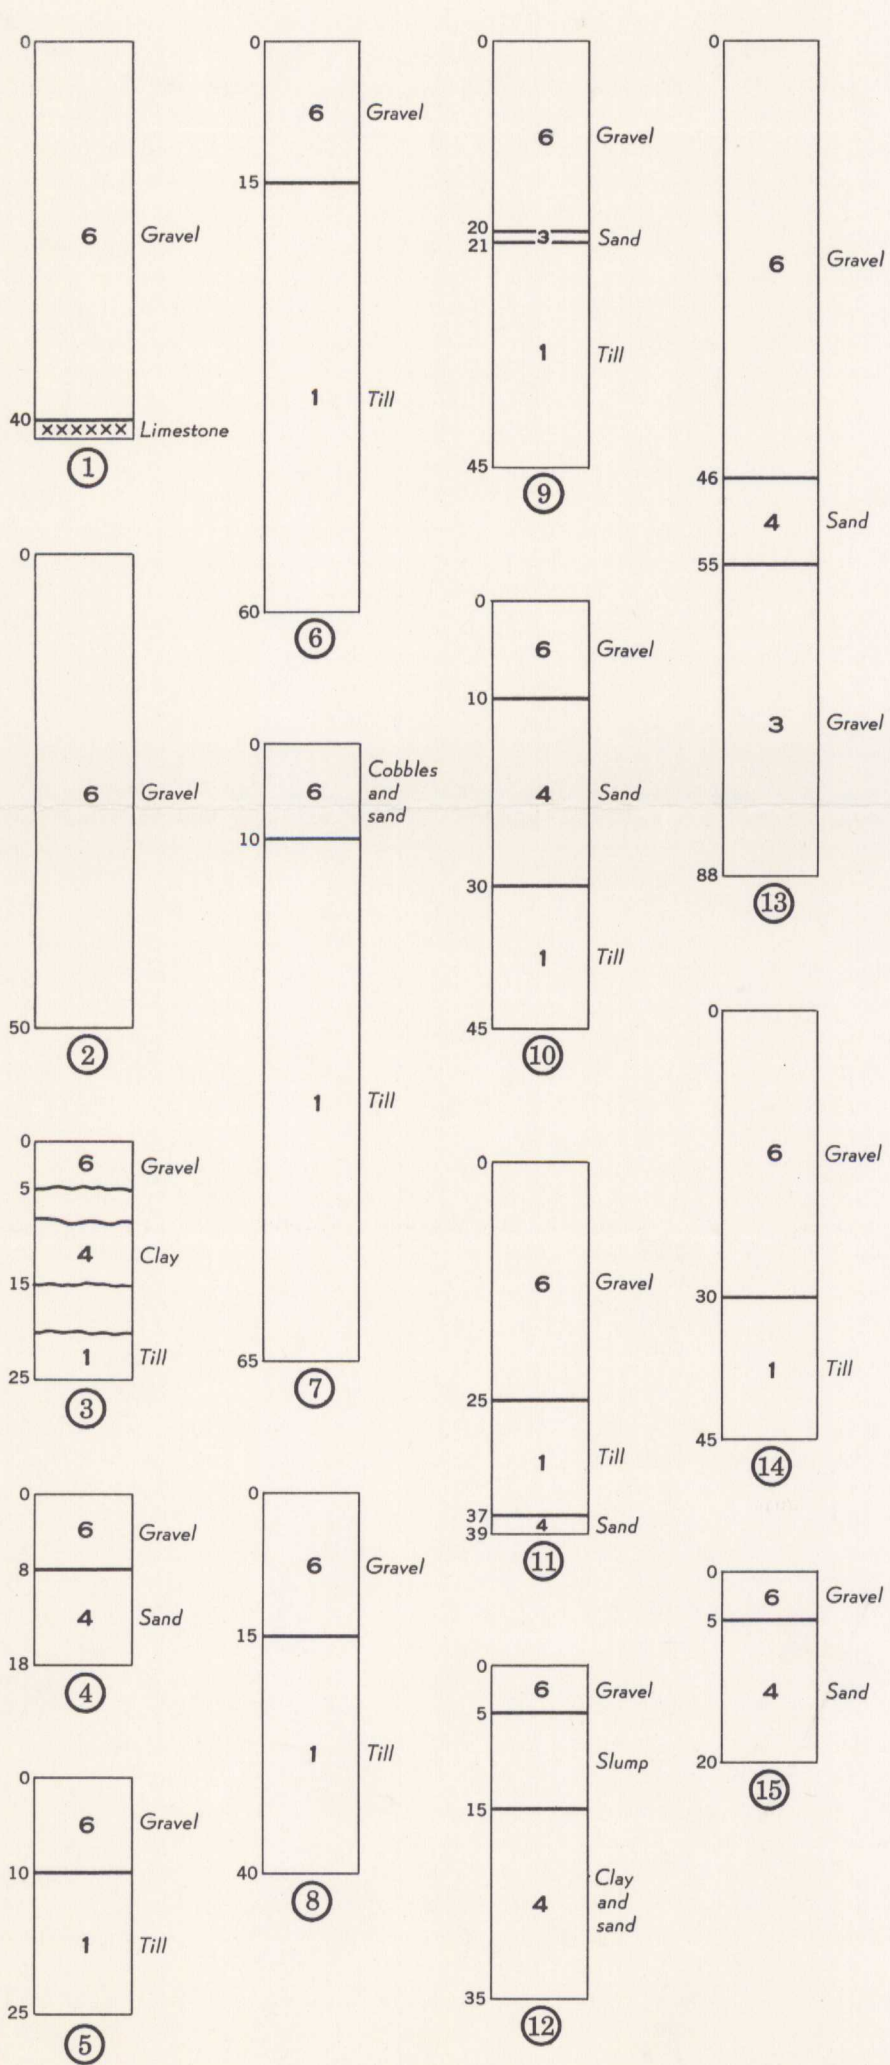 0
6 Gravel
40
xxxxxx Limestone
1
0
6 Gravel
50
2
0
6 Gravel
5
4 Clay
15
1 Till
25
3
0
6 Gravel
8
4 Sand
18
4
0
6 Gravel
10
1 Till
25
5
0
6 Gravel
15
1 Till
60
6
0
6 Cobbles
and
sand
10
1 Till
65
7
0
6 Gravel
15
1 Till
40
8
0
6 Gravel
20
3 Sand
21
1 Till
45
9
0
6 Gravel
10
4 Sand
30
1 Till
45
10
0
6 Gravel
25
1 Till
37
4 Sand
39
11
0
6 Gravel
5
Slump
15
4 Clay
and
sand
35
12
0
6 Gravel
46
4 Sand
55
3 Gravel
88
13
0
6 Gravel
30
1 Till
45
14
0
6 Gravel
5
4 Sand
20
15